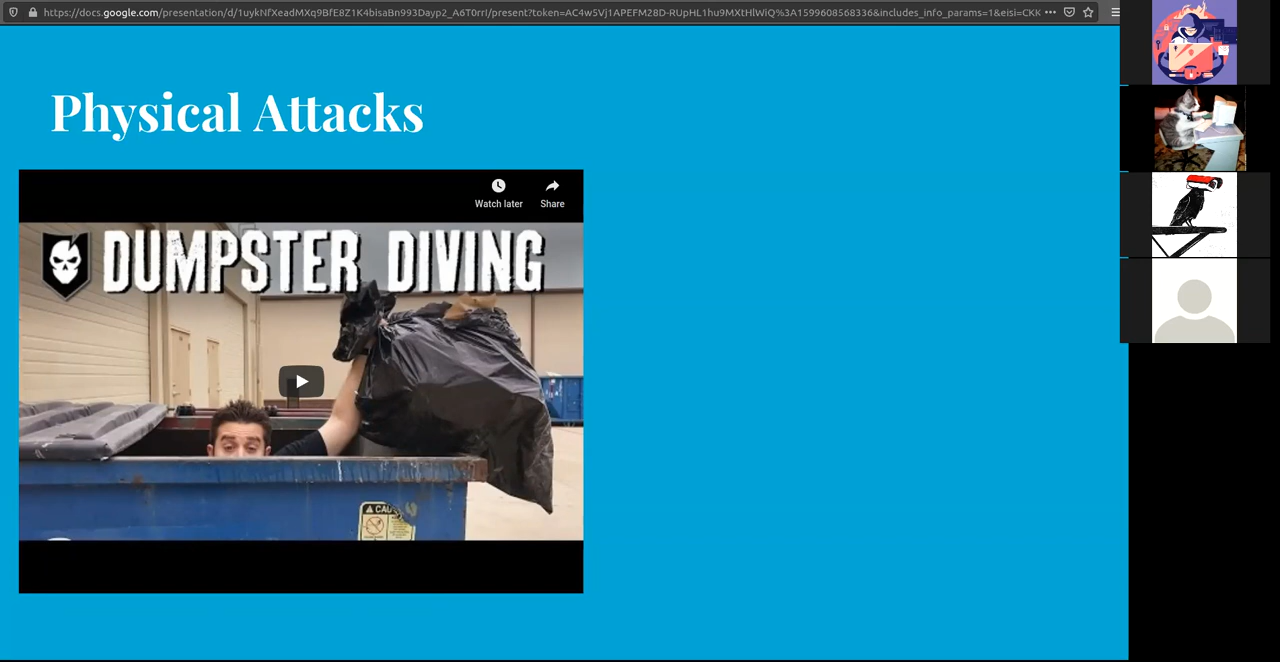 https://docs.google.com/presentation/d/1uykNfXeadMXq9BfE8Z1K4bisaBn993Dayp2_A6T0rrI/present?token=AC4w5Vj1APEFM28D-RUpHL1hu9MXtHlWiQ%3A1599608568336&includes_info_params=1&eisi=CKK
Physical Attacks
Watch later
Share
DUMPSTER DIVING
CAU